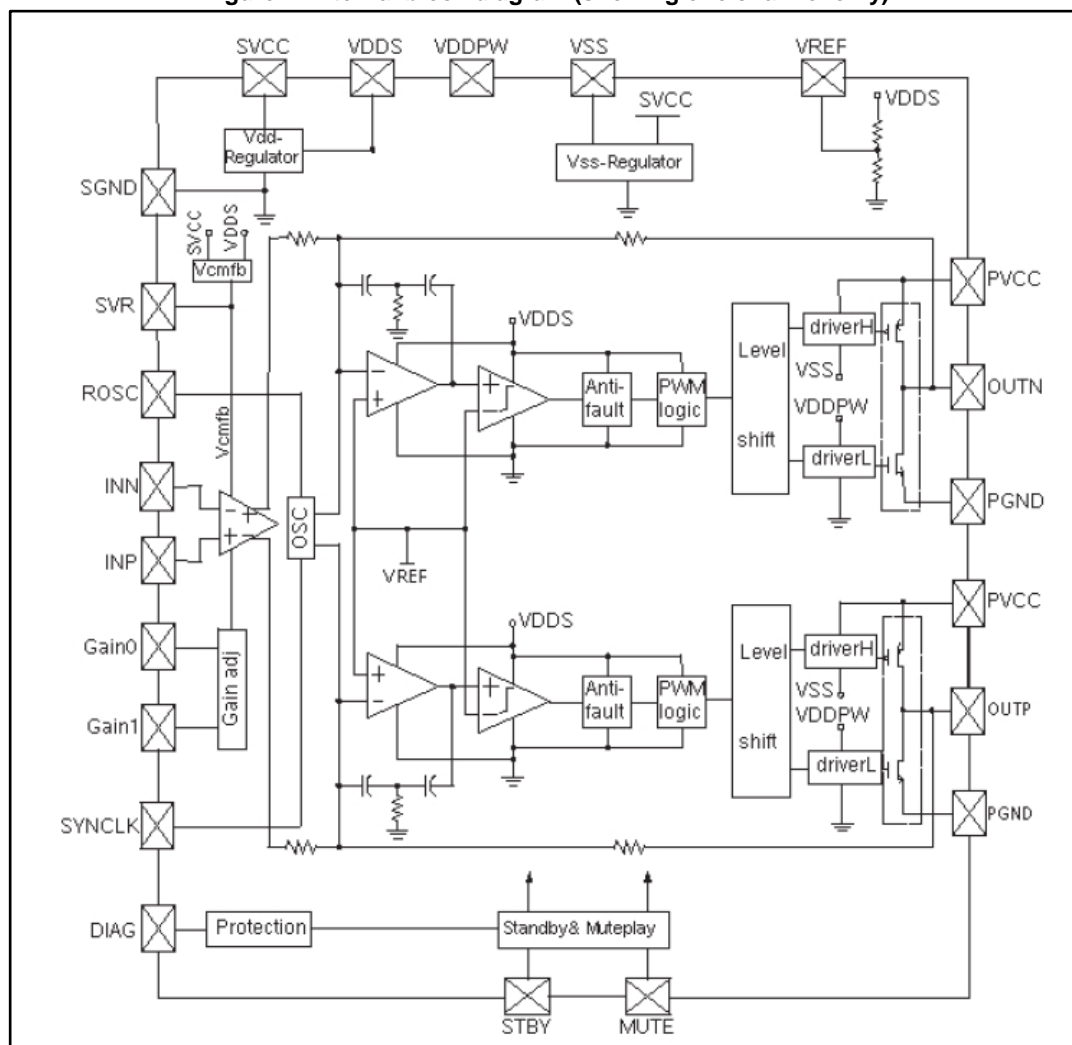 SVCC VDDS VDDPW VSS VREF
SVCC
VDDS
Vdd-
Regulator
Vss-Regulator
SGND
SVCC
VDDS
Vcmfb
SVR
PVCC
VDDS
driverH
Level
ROSC
Anti-
fault
PWM
logic
VSS
OUTN
Vcmfb
VDDPW
shift
driverL
INN
PGND
OSC
INP
VREF
PVCC
VDDS
Gain0
Level
driverH
Gain adj
Anti-
fault
PWM
logic
VSS
VDDPW
OUTP
Gain1
shift
driverL
SYNCLK
PGND
DIAG
Protection
Standby& Muteplay
STBY MUTE